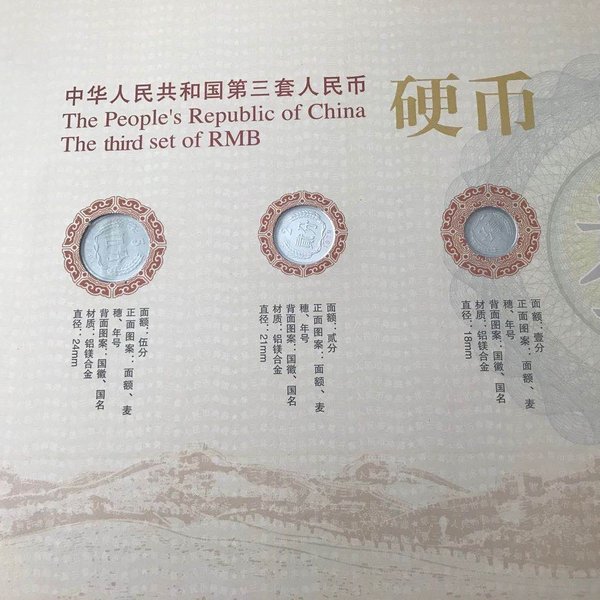 中华人民共和国第三套人民币
The People's Republic of China
The third set of RMB
硬币
面额：伍分
正面图案：面额、麦
穗、年号
背面图案：国徽、国名
材质：铝镁合金
直径：24mm
面额：贰分
正面图案：面额、麦
穗、年号
背面图案：国徽、国名
材质：铝镁合金
直径：21mm
面额：壹分
正面图案：面额、麦
穗、年号
背面图案：国徽、国名
材质：铝镁合金
直径：18mm